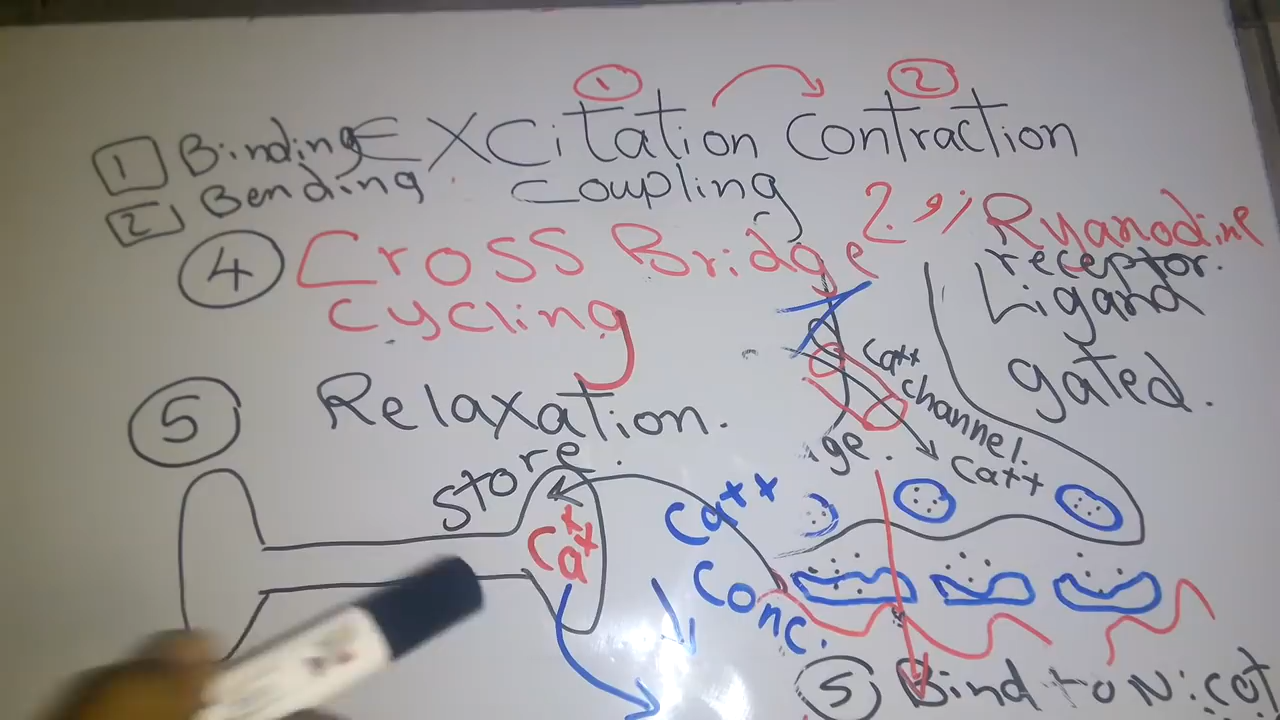 ① ②
1 Binding Excitation Contraction
2 Bending Coupling
④ Cross Bridge
Cycling
2. Ryanodine
receptor.
Ligand
gated.
Ca++
channel.
Ca++
⑤ Relaxation.
store.
Ca++
Ca++
Conc.
⑤ Bind to Nicot